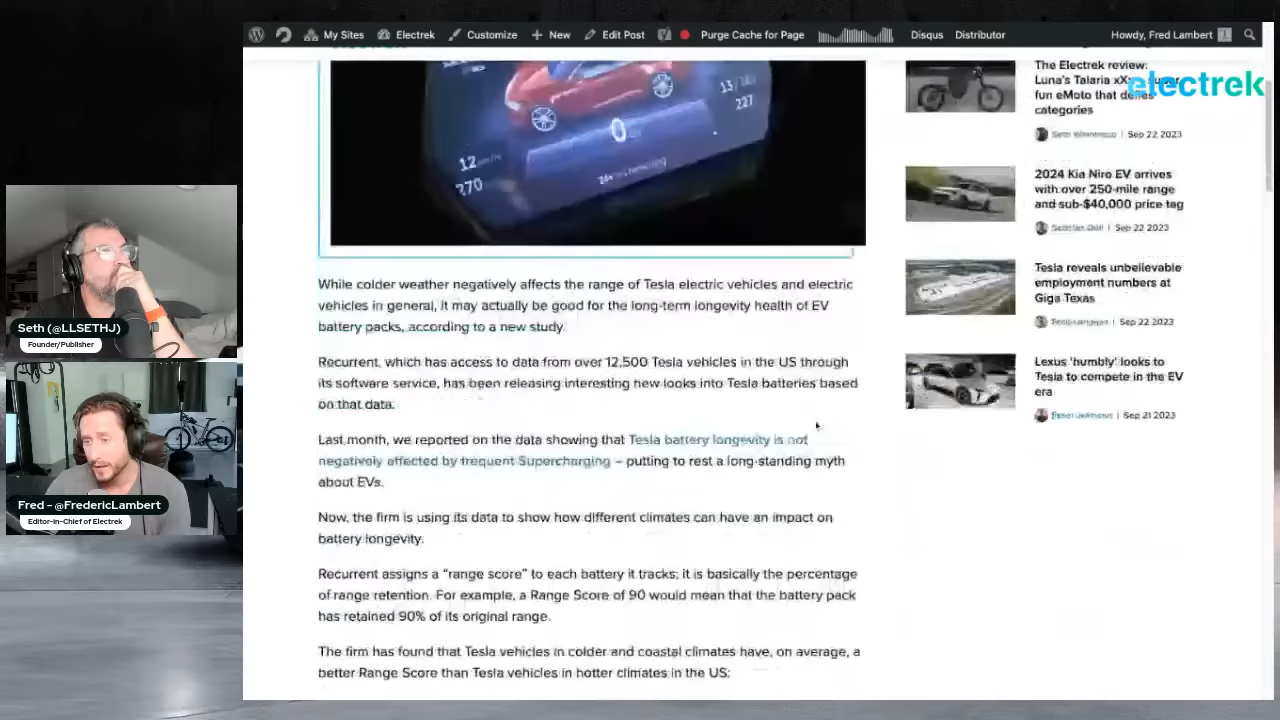 My Sites
Electrek
Customize
New
Edit Post
Purge Cache for Page
Disqus
Distributor
Howdy, Fred Lambert
electrek
13/
227
0
12
270
While colder weather negatively affects the range of Tesla electric vehicles and electric
vehicles in general, it may actually be good for the long-term longevity health of EV
battery packs, according to a new study.
Recurrent, which has access to data from over 12,500 Tesla vehicles in the US through
its software service, has been releasing interesting new looks into Tesla batteries based
on that data.
Last month, we reported on the data showing that Tesla battery longevity is not
negatively affected by frequent Supercharging – putting to rest a long-standing myth
about EVs.
Now, the firm is using its data to show how different climates can have an impact on
battery longevity.
Recurrent assigns a “range score” to each battery it tracks; it is basically the percentage
of range retention. For example, a Range Score of 90 would mean that the battery pack
has retained 90% of its original range.
The firm has found that Tesla vehicles in colder and coastal climates have, on average, a
better Range Score than Tesla vehicles in hotter climates in the US:
The Electrek review:
Luna's Talaria
fun eMoto that defies
categories
Sep 22 2023
2024 Kia Niro EV arrives
with over 250-mile range
and sub-$40,000 price tag
Sep 22 2023
Tesla reveals unbelievable
employment numbers at
Giga Texas
Sep 22 2023
Lexus 'humbly' looks to
Tesla to compete in the EV
era
Sep 21 2023
Seth (@LLSETHJ)
Founder/Publisher
Fred - @FredericLambert
Editor-in-Chief of Electrek